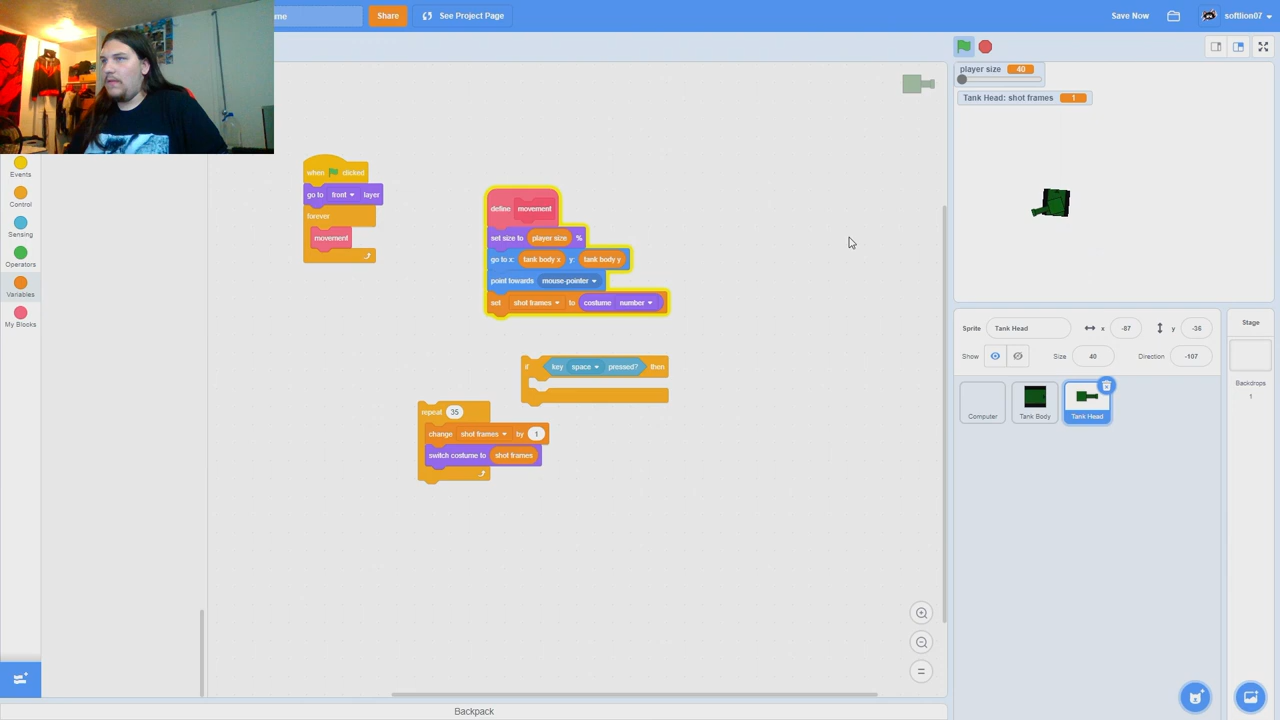 me
Share
See Project Page
Save Now
softlion07
player size 40
Tank Head: shot frames 1
Events
Control
Sensing
Operators
Variables
My Blocks
when clicked
go to front layer
forever
movement
define movement
set size to player size %
go to x: tank body x y: tank body y
point towards mouse-pointer
set shot frames to costume number
if key space pressed? then
repeat 35
change shot frames by 1
switch costume to shot frames
Sprite Tank Head x -87 y -36
Show Size 40 Direction -107
Computer
Tank Body
Tank Head
Stage
Backdrops
1
Backpack